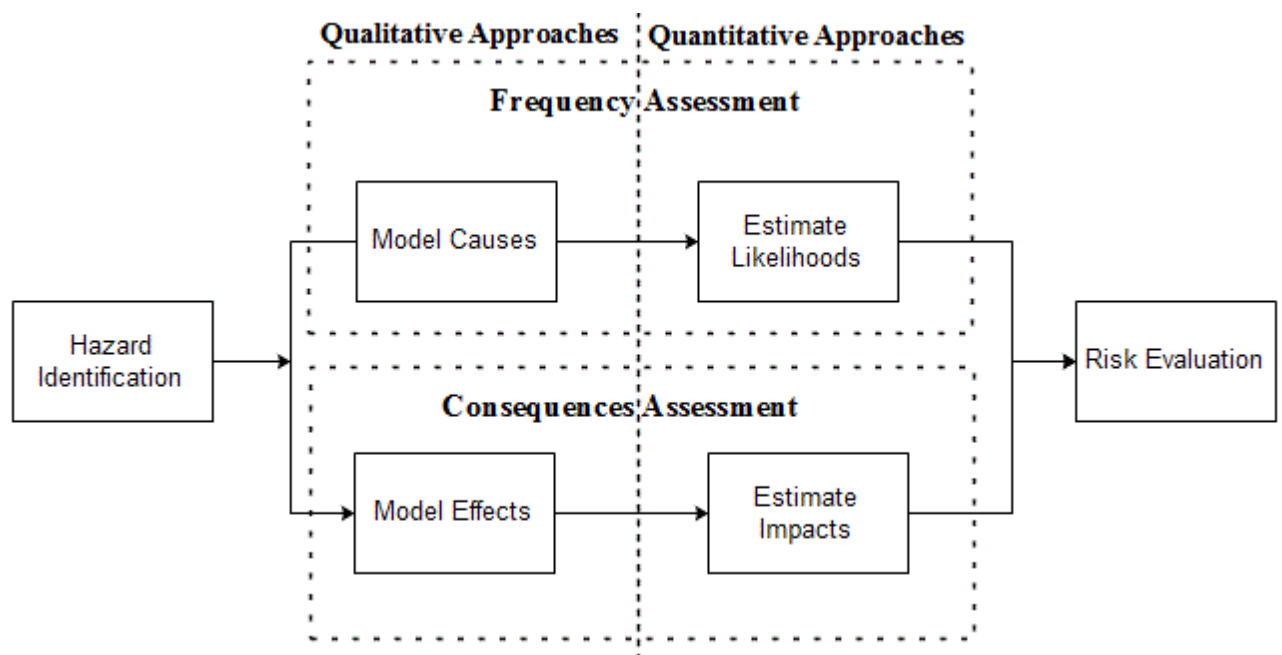 Qualitative Approaches
Quantitative Approaches
Frequency Assessment
Model Causes
Estimate
Likelihoods
Hazard
Identification
Risk Evaluation
Consequences Assessment
Model Effects
Estimate
Impacts